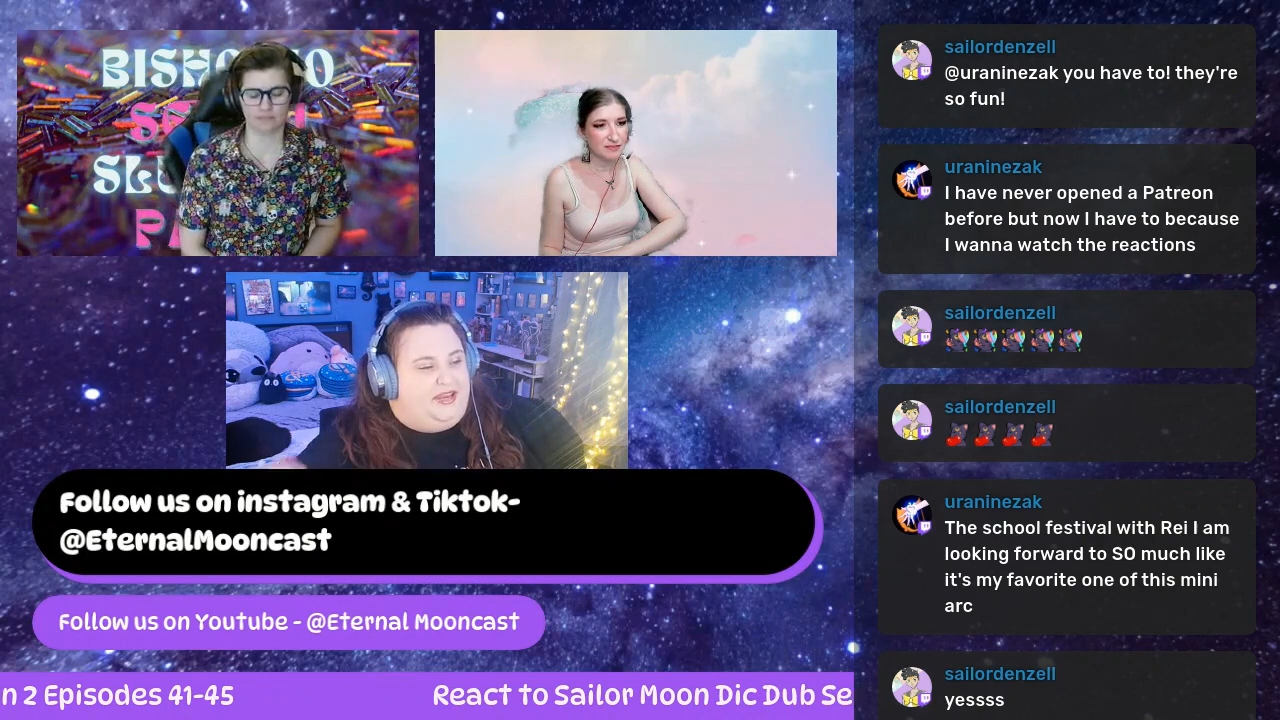 Follow us on instagram & Tiktok-
@EternalMooncast
Follow us on Youtube - @Eternal Mooncast
n 2 Episodes 41-45
React to Sailor Moon Dic Dub Se
sailordenzell
@uraninezak you have to! they're
so fun!
uraninezak
I have never opened a Patreon
before but now I have to because
I wanna watch the reactions
sailordenzell
sailordenzell
uraninezak
The school festival with Rei I am
looking forward to SO much like
it's my favorite one of this mini
arc
sailordenzell
yessss